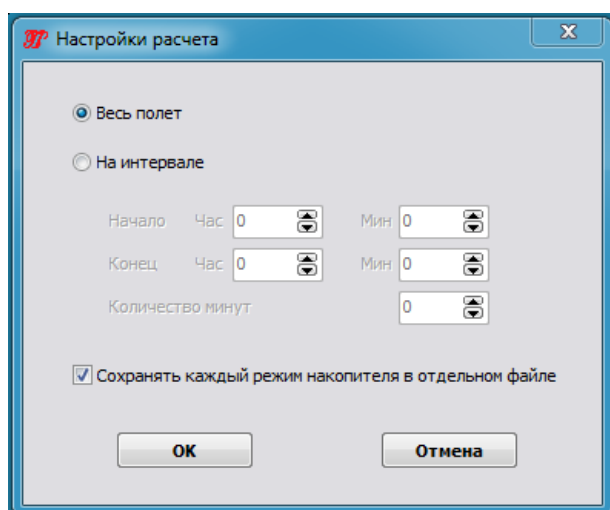 Настройки расчета
Весь полет
На интервале
Начало Час 0 Мин 0
Конец Час 0 Мин 0
Количество минут 0
Сохранять каждый режим накопителя в отдельном файле
ОК Отмена